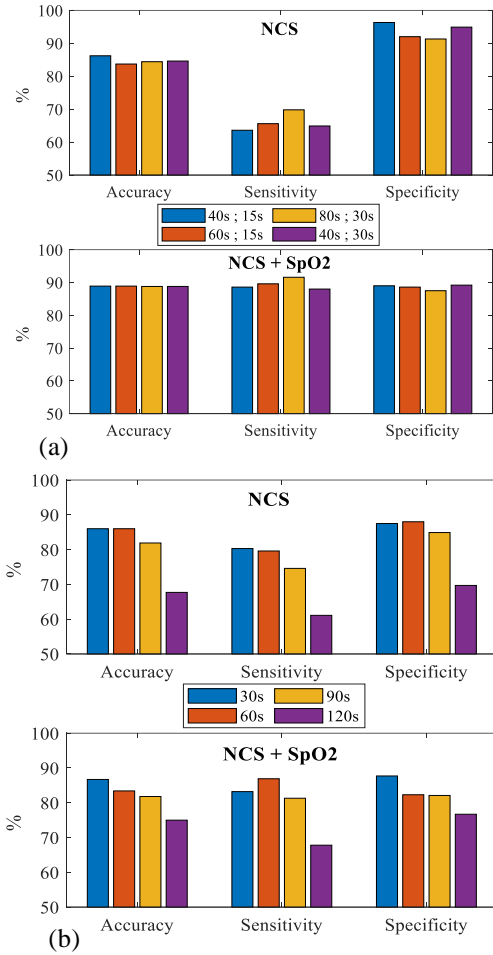 NCS
100
90
80
70
60
50
%
Accuracy Sensitivity Specificity
40s ; 15s 80s ; 30s
60s ; 15s 40s ; 30s
NCS + SpO2
100
90
80
70
60
50
%
Accuracy Sensitivity Specificity
(a)
NCS
100
90
80
70
60
50
%
Accuracy Sensitivity Specificity
30s 90s
60s 120s
NCS + SpO2
100
90
80
70
60
50
%
Accuracy Sensitivity Specificity
(b)